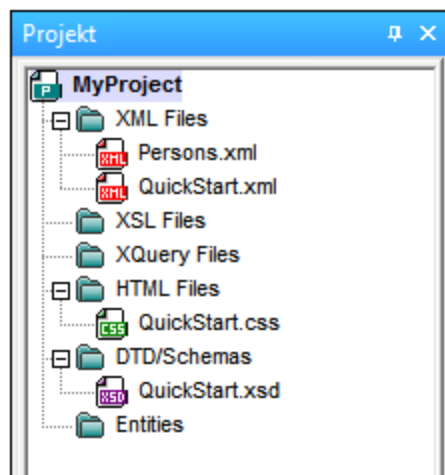 Projekt
MyProject
XML Files
Persons.xml
QuickStart.xml
XSL Files
XQuery Files
HTML Files
QuickStart.css
DTD/Schemas
QuickStart.xsd
Entities